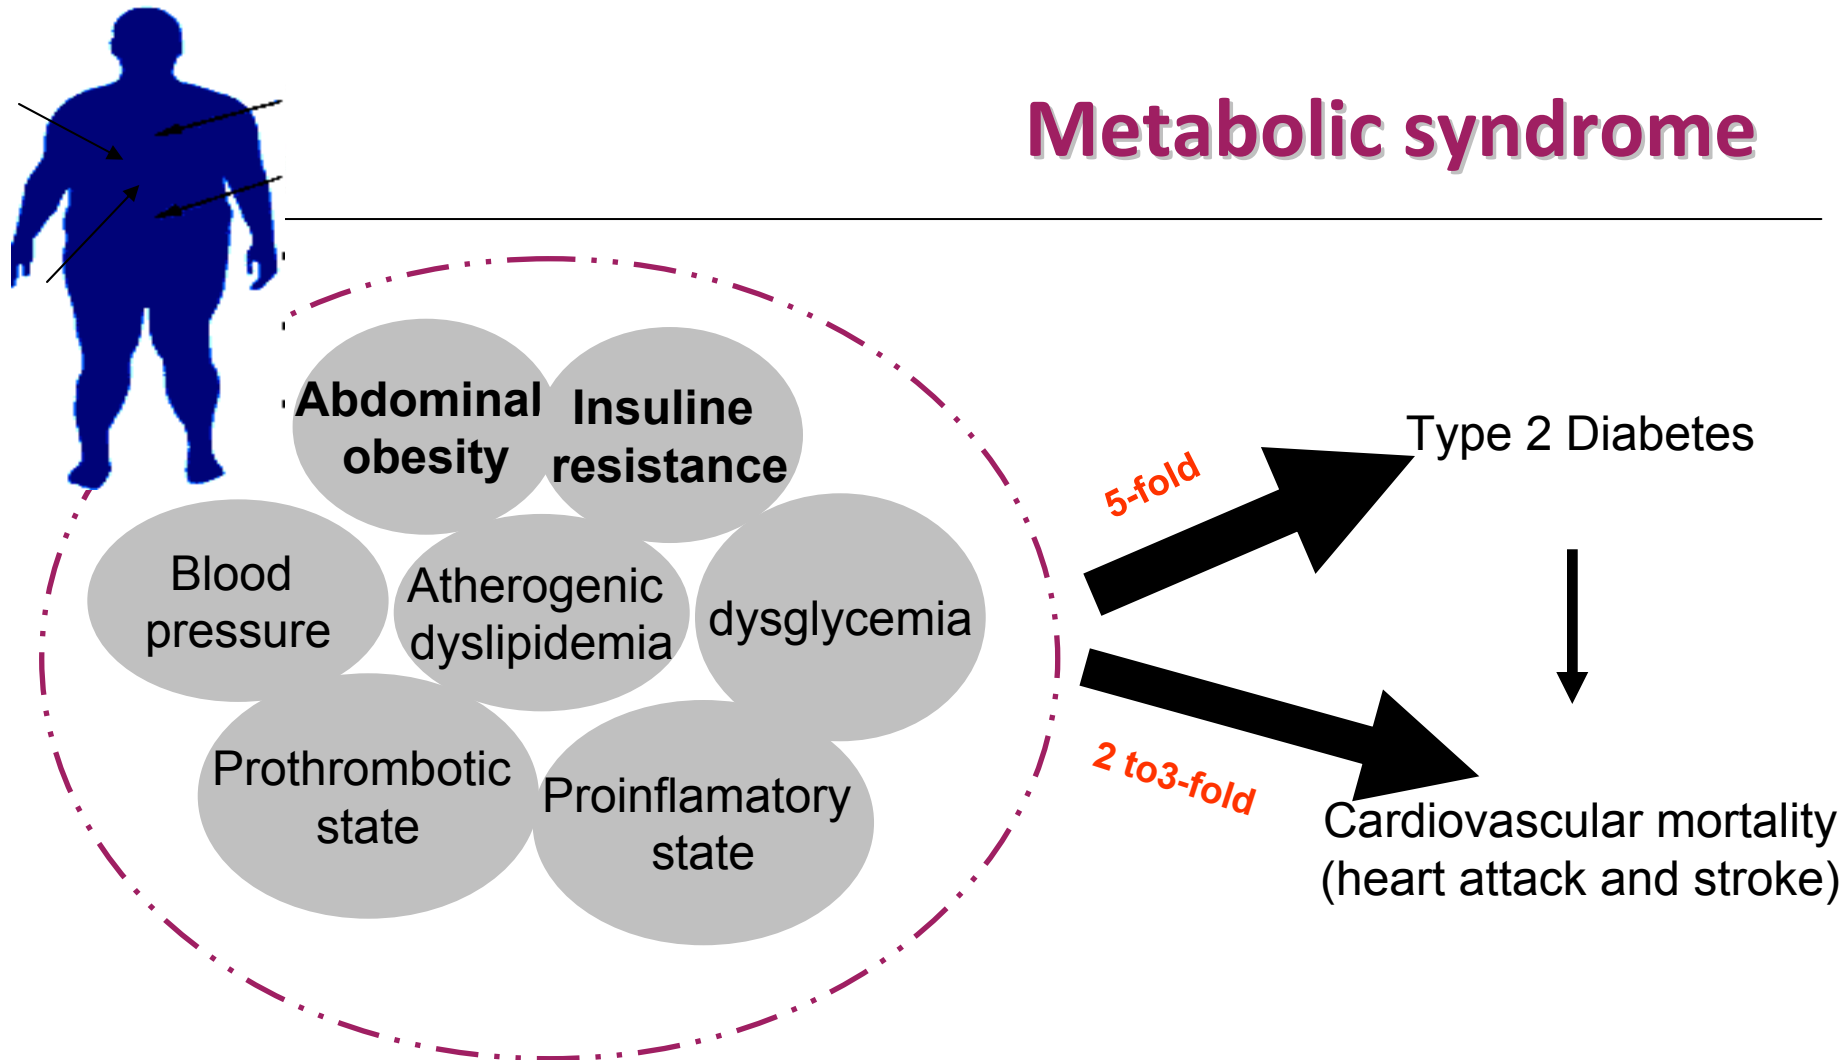 Metabolic syndrome
Abdominal
obesity
Insuline
resistance
Blood
pressure
Atherogenic
dyslipidemia
dysglycemia
Prothrombotic
state
Proinflamatory
state
5-fold
2 to3-fold
Type 2 Diabetes
Cardiovascular mortality
(heart attack and stroke)